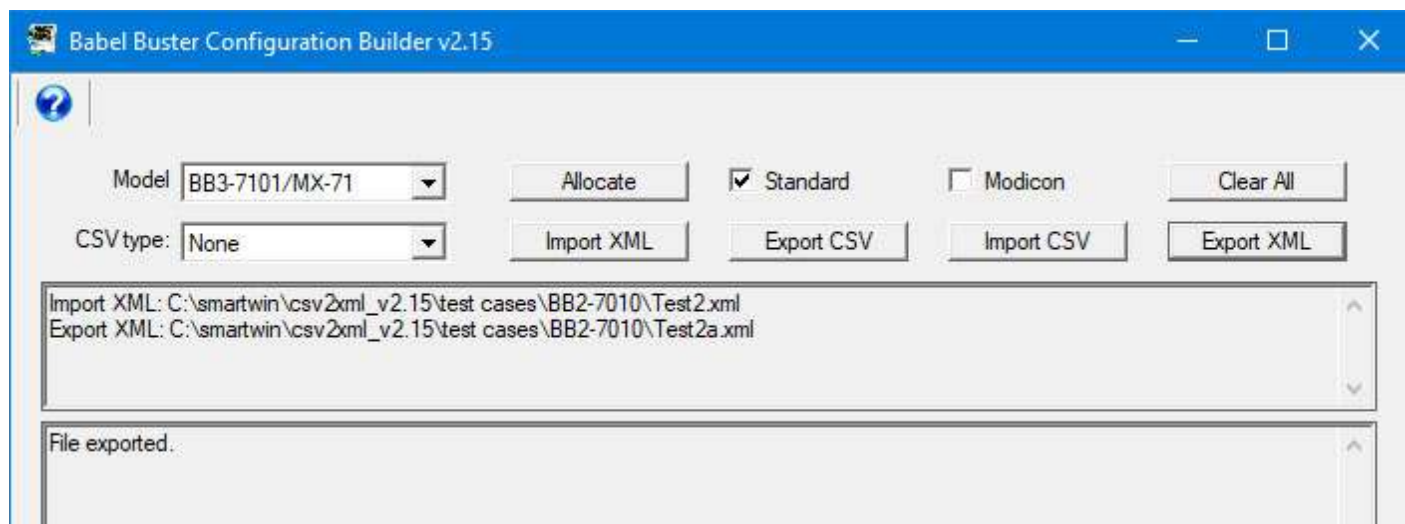 Babel Buster Configuration Builder v2.15
Model BB3-7101/MX-71 Allocate Standard Modicon Clear All
CSV type: None Import XML Export CSV Import CSV Export XML
Import XML: C:\smartwin\csv2xml_v2.15\test cases\BB2-7010\Test2.xml
Export XML: C:\smartwin\csv2xml_v2.15\test cases\BB2-7010\Test2a.xml
File exported.